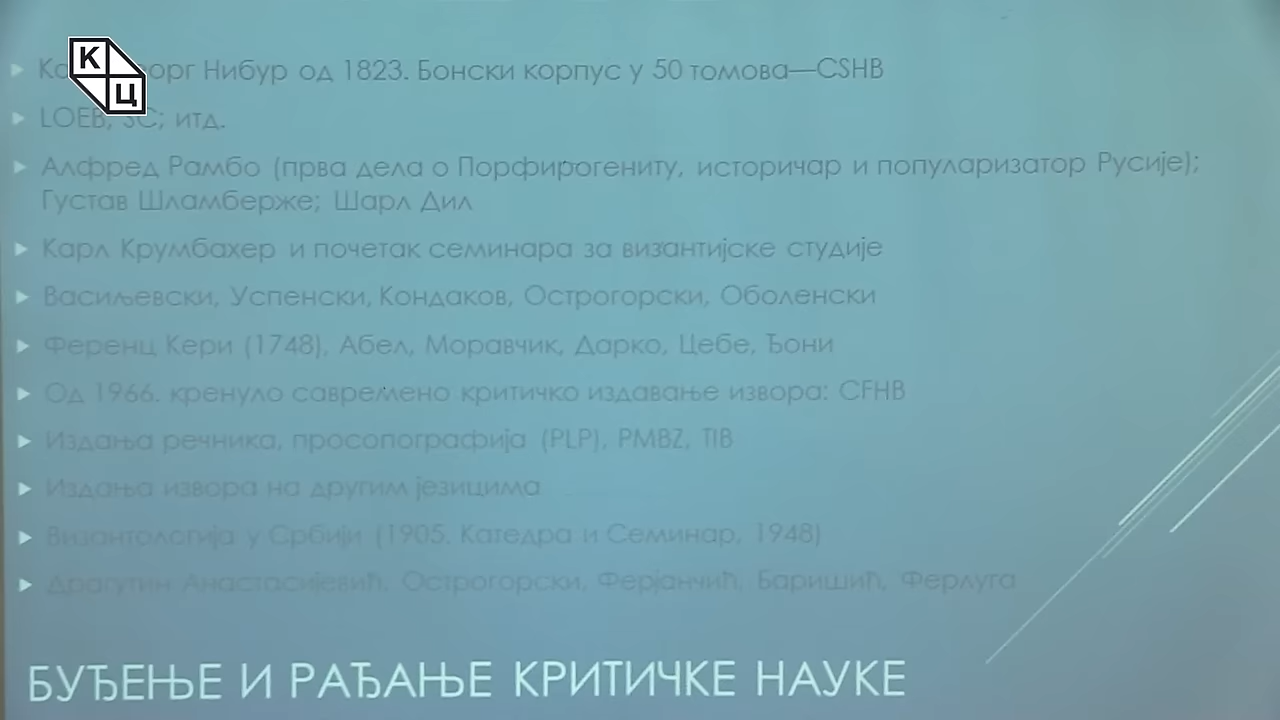 К Ц
Нибур од 1823. Бонски корпус у 50 томова—CSHB
LOEB, SC; итд.
Алфред Рамбо (прва дела о Порфирогениту, историчар и популаризатор Русије);
Густав Шламберже; Шарл Дил
Карл Крумбахер и почетак семинара за византијске студије
Васиљевски, Успенски, Кондаков, Острогорски, Оболенски
Ференц Кери (1748), Абел, Моравчик, Дарко, Цебе, Ђони
Од 1966. кренуло савремено критичко издавање извора: CFHB
Издања речника, просопографија (PLP), PMBZ, TIB
Издања извора на другим језицима
Византологија у Србији (1905. Катедра и Семинар, 1948)
Драгутин Анастасијевић, Острогорски, Ферјанчић, Баришић, Ферлуга
БУЂЕЊЕ И РАЂАЊЕ КРИТИЧКЕ НАУКЕ